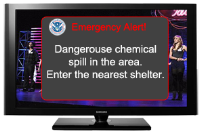 Emergency Alert!
Dangerouse chemical
spill in the area.
Enter the nearest shelter.